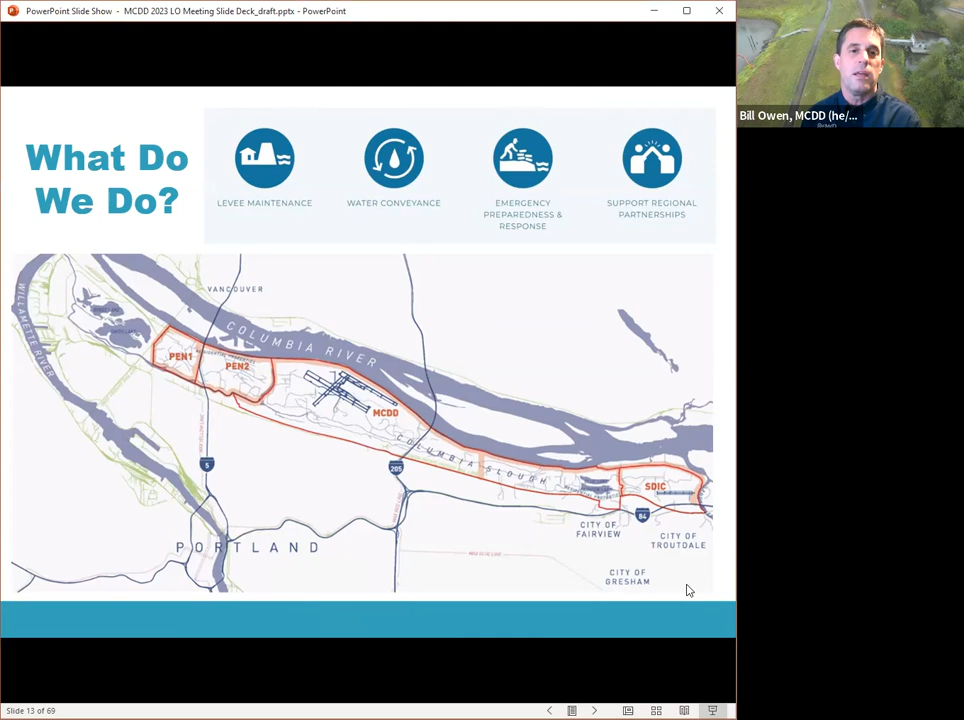 PowerPoint Slide Show - MCDD 2023 LO Meeting Slide Deck_draft.pptx - PowerPoint
Bill Owen, MCDD (he/...
What Do
We Do?
LEVEE MAINTENANCE
WATER CONVEYANCE
EMERGENCY
PREPAREDNESS &
RESPONSE
SUPPORT REGIONAL
PARTNERSHIPS
VANCOUVER
WILLAMETTE RIVER
COLUMBIA RIVER
PEN1
PEN2
MCDD
COLUMBIA SLOUGH
5
205
SDIC
84
CITY OF
FAIRVIEW
CITY OF
TROUTDALE
PORTLAND
CITY OF
GRESHAM
Slide 13 of 69